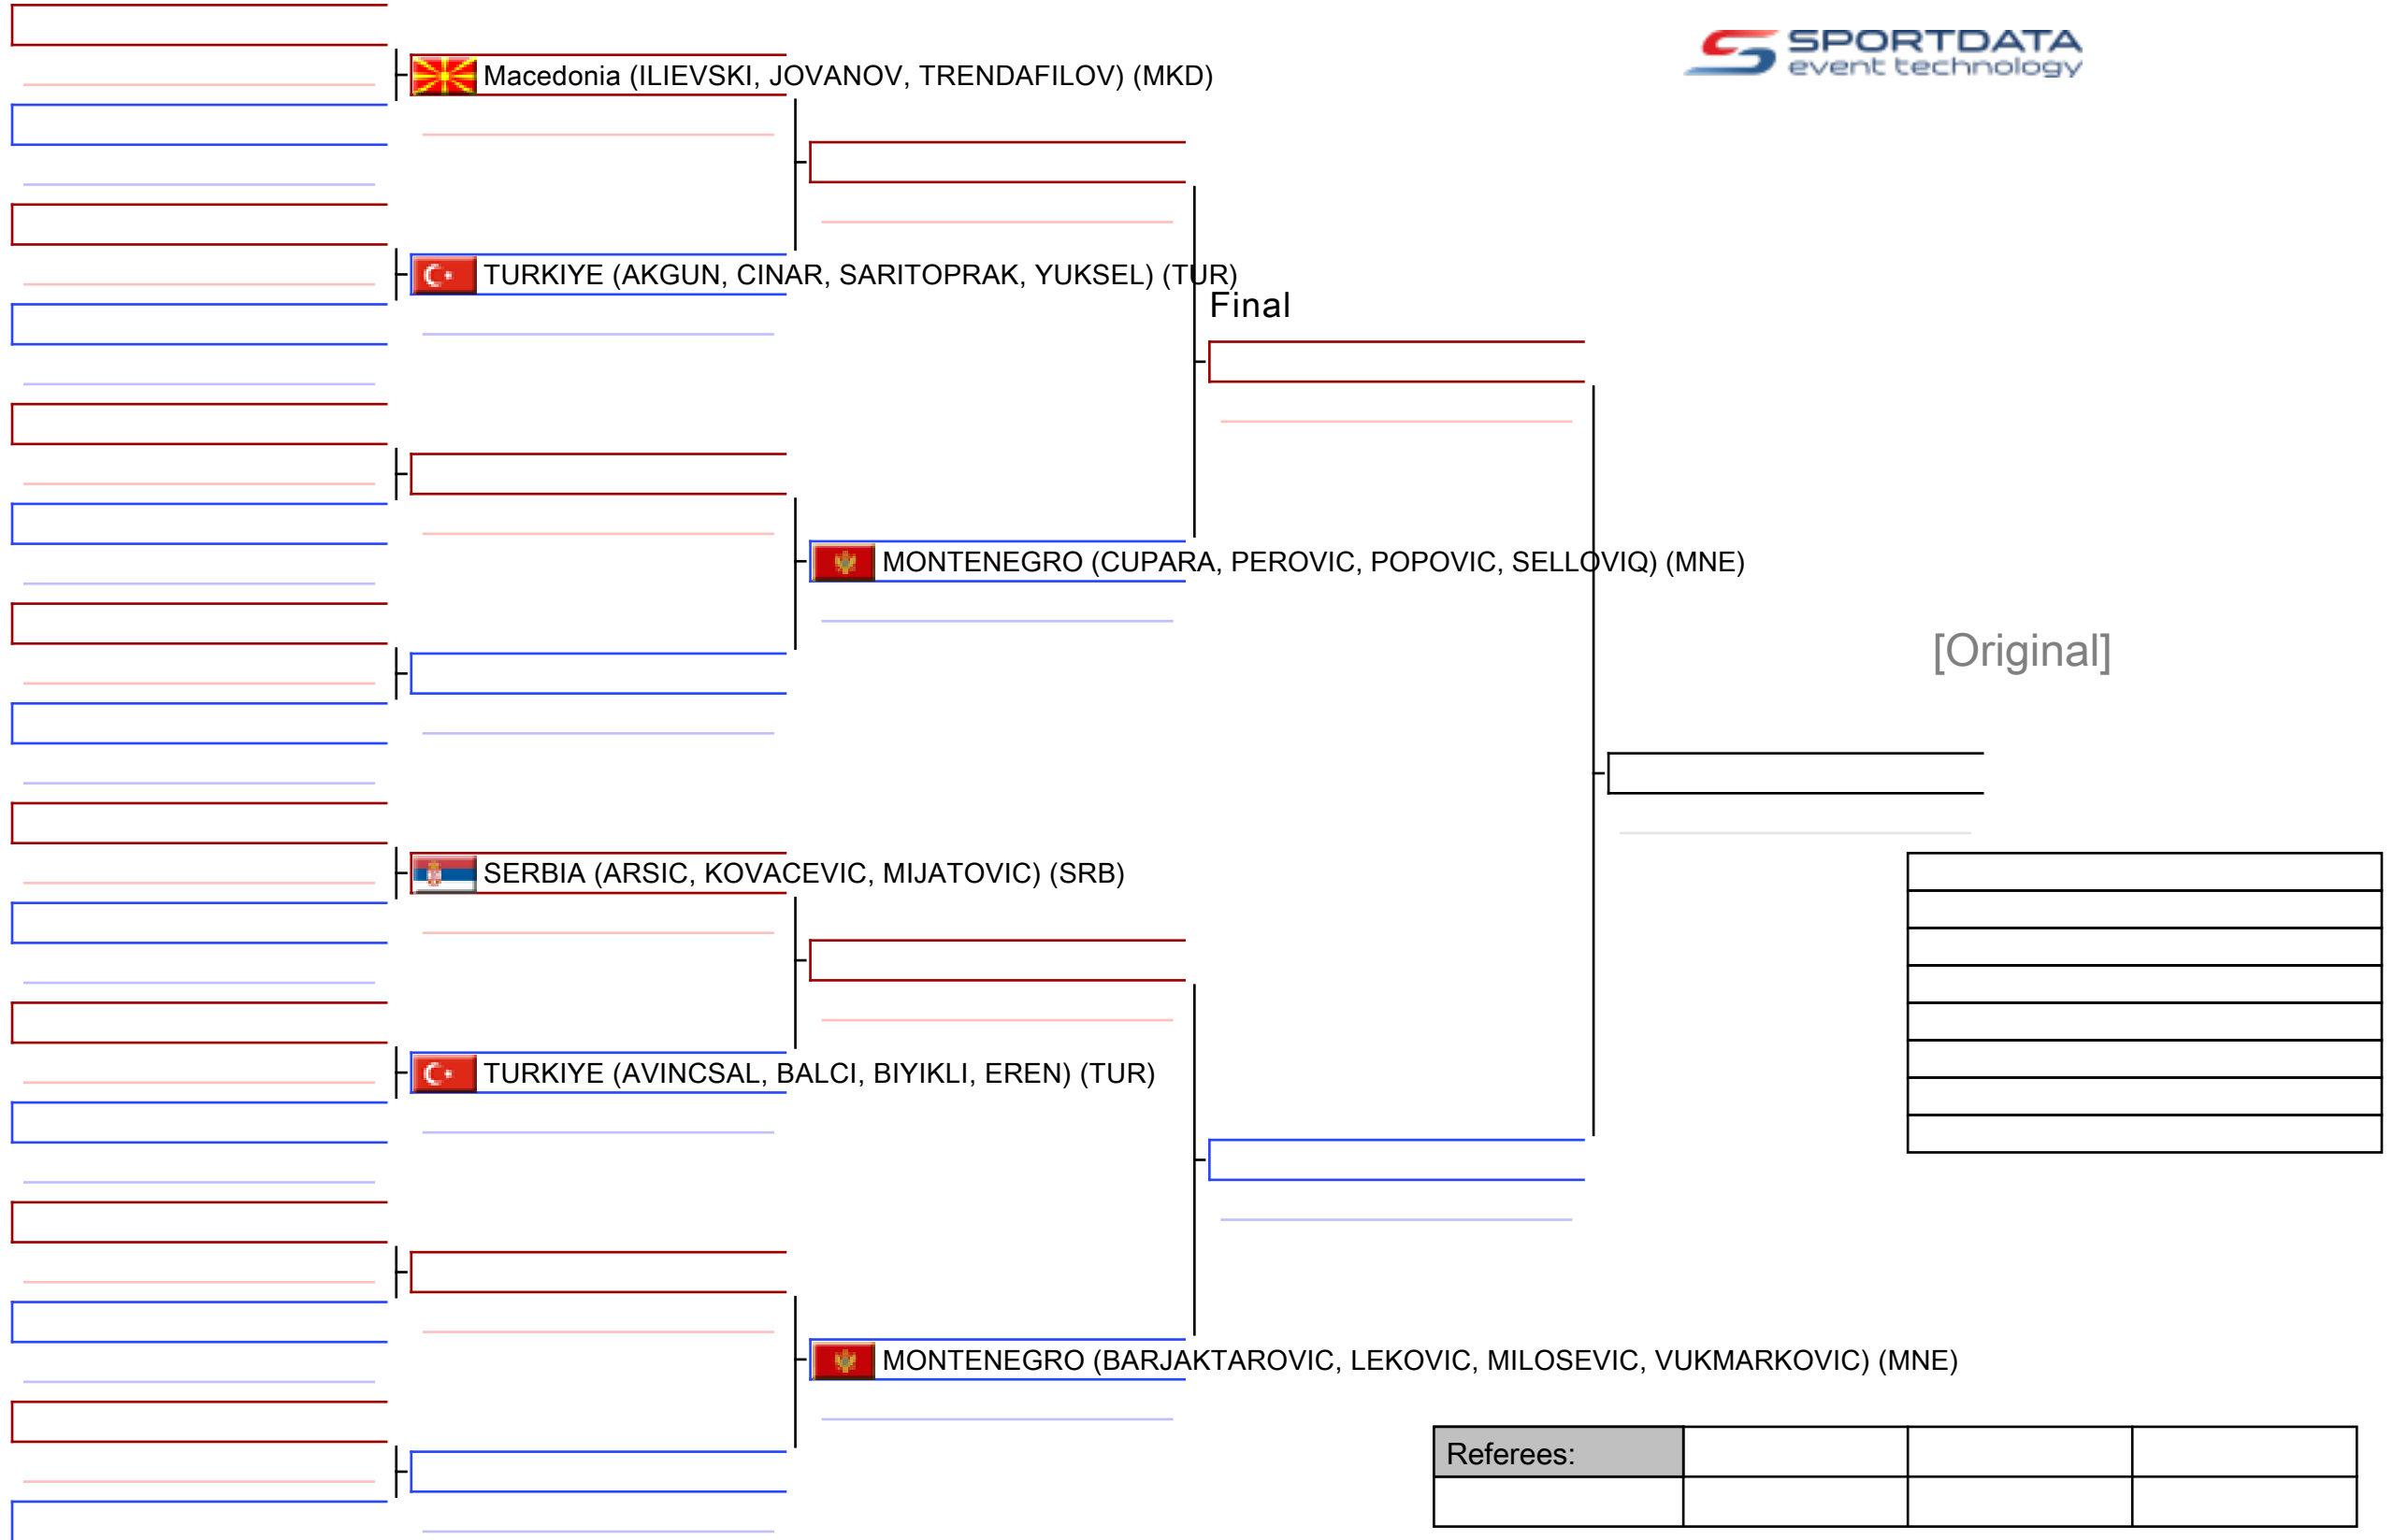 SPORTDATA
event technology
Macedonia (ILIEVSKI, JOVANOV, TRENDAFILOV) (MKD)
TURKIYE (AKGUN, CINAR, SARITOPRAK, YUKSEL) (TUR)
Final
MONTENEGRO (CUPARA, PEROVIC, POPOVIC, SELLOVIQ) (MNE)
[Original]
SERBIA (ARSIC, KOVACEVIC, MIJATOVIC) (SRB)
TURKIYE (AVINCSAL, BALCI, BIYIKLI, EREN) (TUR)
MONTENEGRO (BARJAKTAROVIC, LEKOVIC, MILOSEVIC, VUKMARKOVIC) (MNE)
Referees: